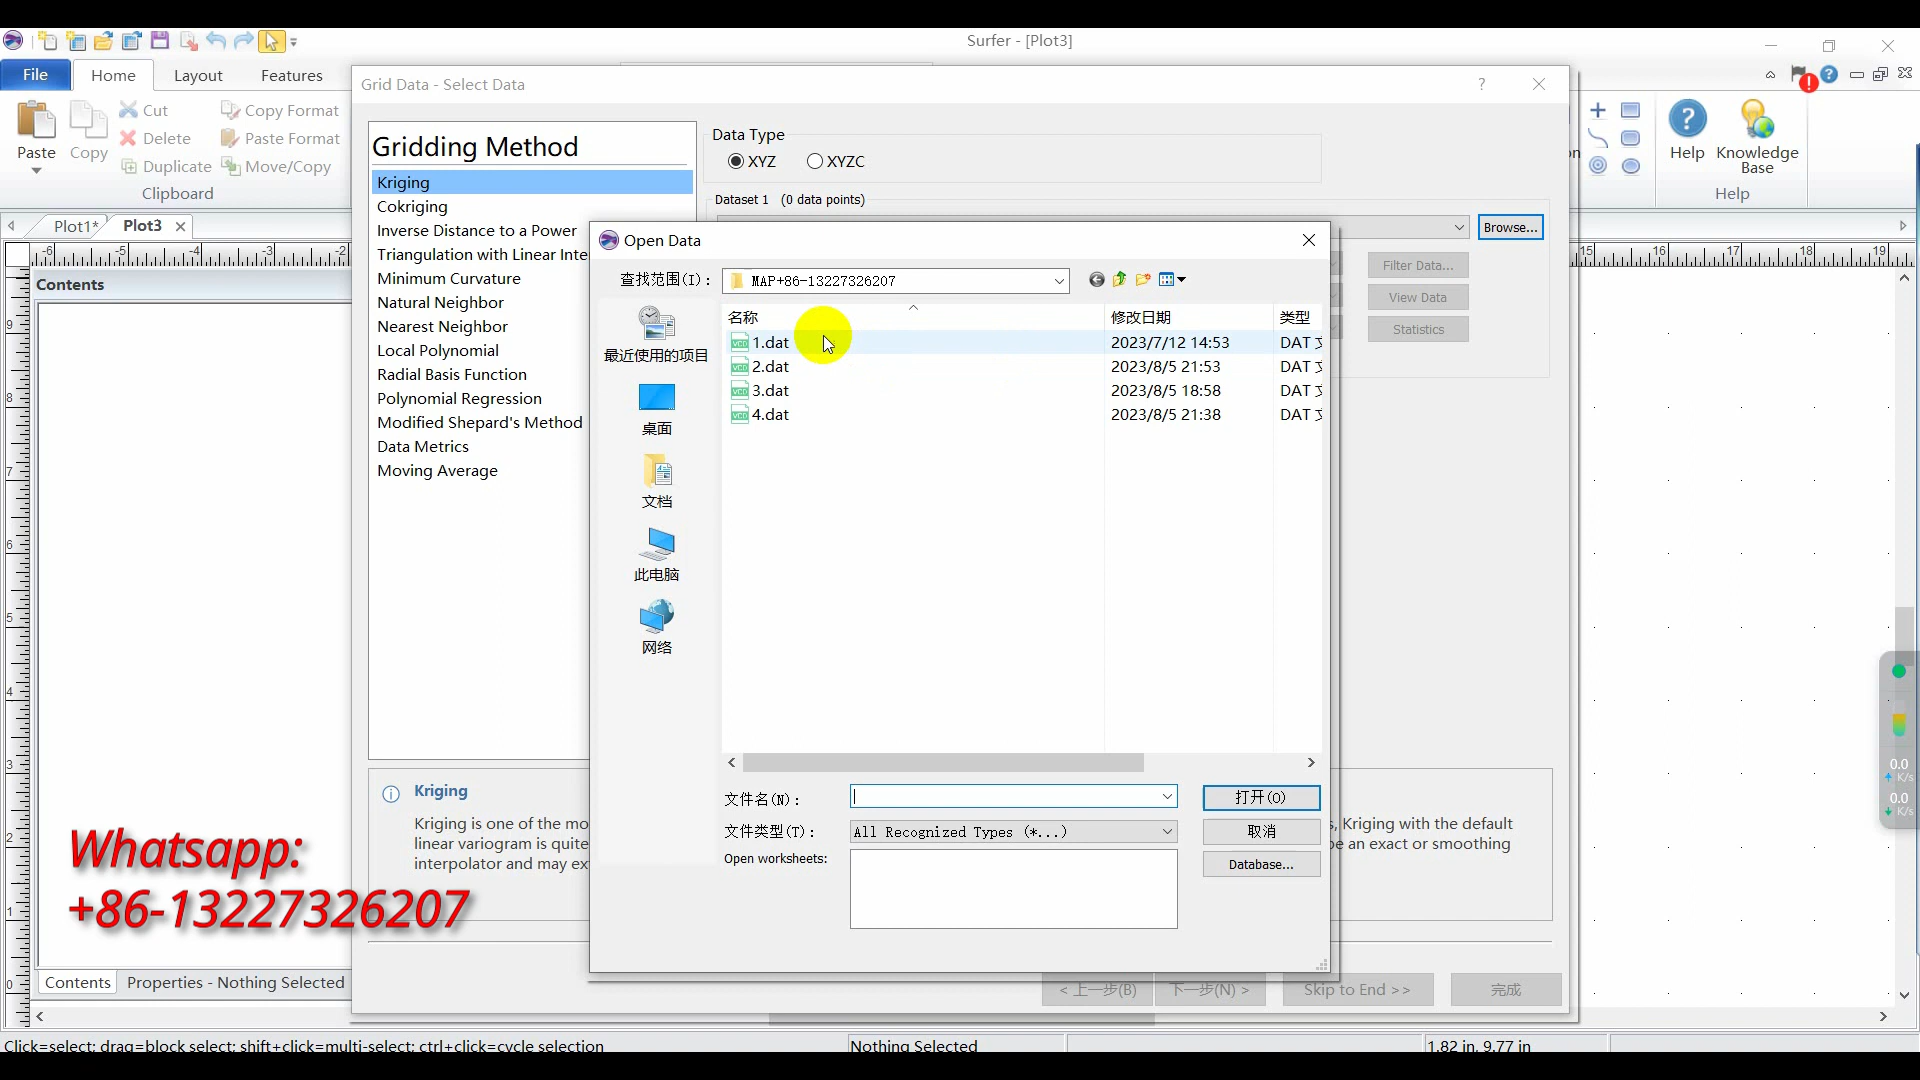 Surfer - [Plot3]
File
Home
Layout
Features
Paste
Copy
Cut
Delete
Duplicate
Copy Format
Paste Format
Move/Copy
Clipboard
Help
Knowledge
Base
Help
Plot1*
Plot3
Contents
Grid Data - Select Data
Gridding Method
Kriging
Cokriging
Inverse Distance to a Power
Triangulation with Linear Inte
Minimum Curvature
Natural Neighbor
Nearest Neighbor
Local Polynomial
Radial Basis Function
Polynomial Regression
Modified Shepard's Method
Data Metrics
Moving Average
Data Type
XYZ
XYZC
Dataset 1 (0 data points)
Browse...
Filter Data...
View Data
Statistics
Open Data
查找范围(I):
MAP+86-13227326207
最近使用的项目
桌面
文档
此电脑
网络
名称 修改日期 类型
1.dat 2023/7/12 14:53 DAT
2.dat 2023/8/5 21:53 DAT
3.dat 2023/8/5 18:58 DAT
4.dat 2023/8/5 21:38 DAT
文件名(N):
打开(O)
文件类型(T):
All Recognized Types (*...)
取消
Open worksheets:
Database...
Kriging
Kriging is one of the mo
linear variogram is quite
interpolator and may ex
s, Kriging with the default
be an exact or smoothing
< 上一步(B)
下一步(N) >
Skip to End >>
完成
Whatsapp:
+86-13227326207
0.0
K/s
0.0
K/s
Contents
Properties - Nothing Selected
Click=select; drag=block select; shift+click=multi-select; ctrl+click=cycle selection
Nothing Selected
1.82 in, 9.77 in